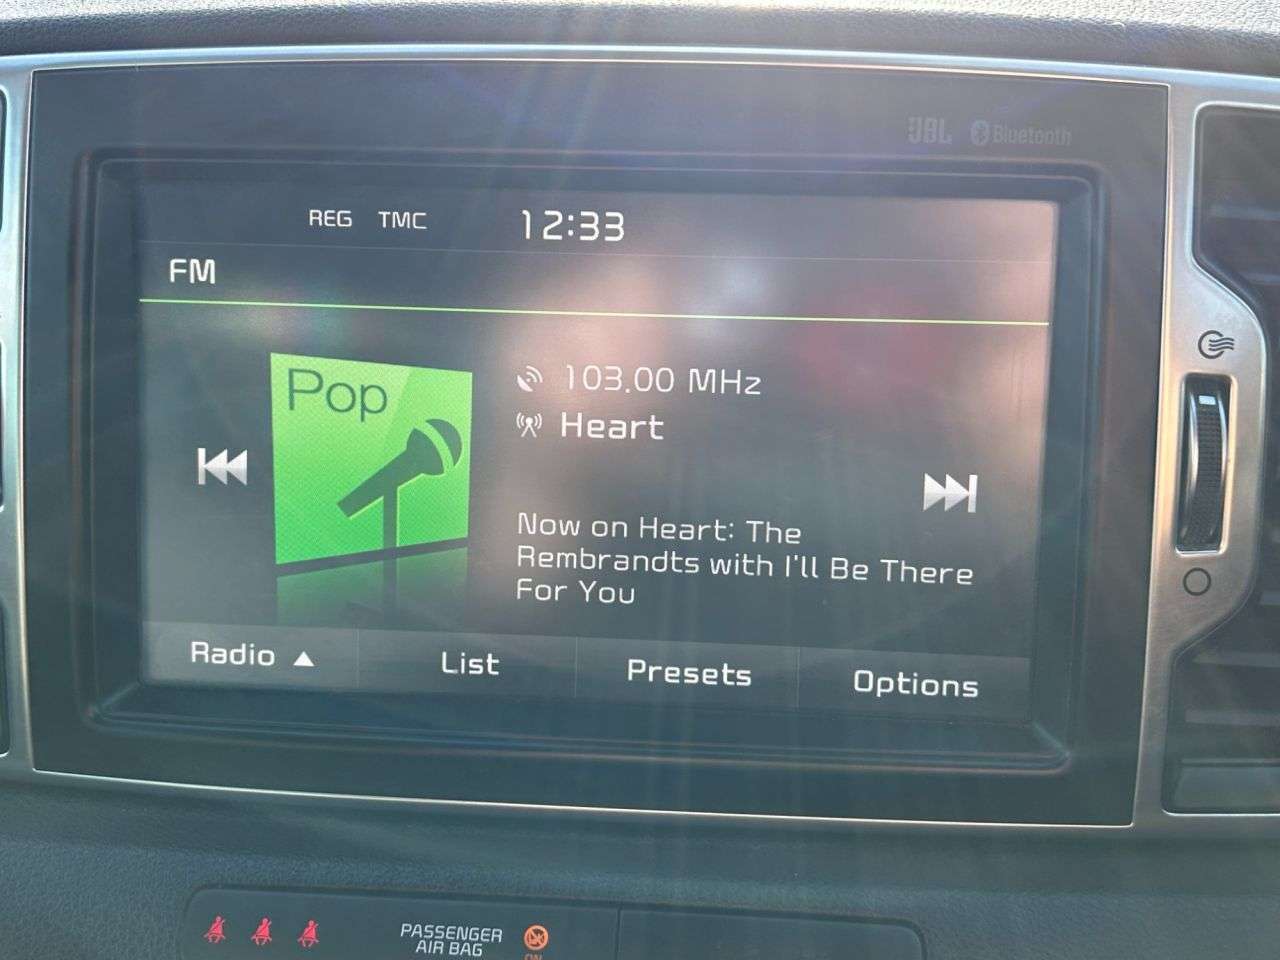 JBL Bluetooth
REG TMC 12:33
FM
Pop
103.00 MHz
Heart
Now on Heart: The
Rembrandts with I'll Be There
For You
Radio ▲ List Presets Options
PASSENGER
AIR BAG
ON